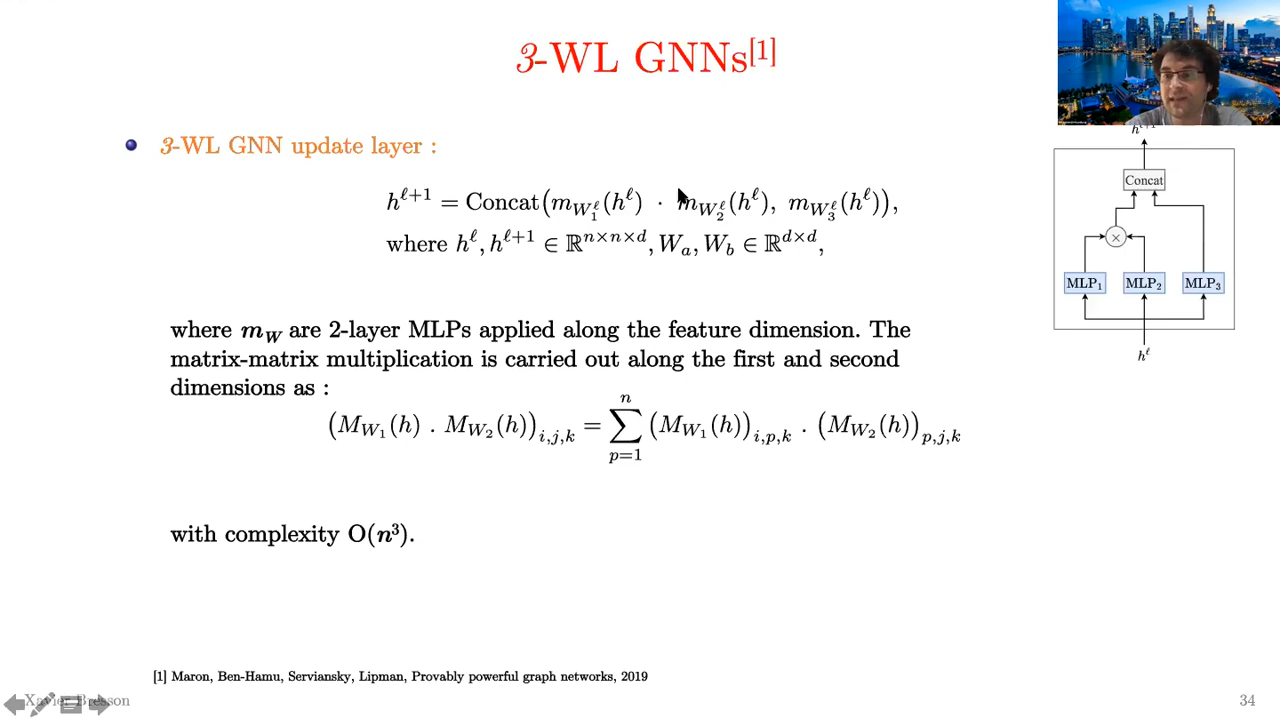 3-WL GNNs[1]
3-WL GNN update layer :
h^{ℓ+1} = Concat(m_{W_1^ℓ}(h^ℓ) · m_{W_2^ℓ}(h^ℓ), m_{W_3^ℓ}(h^ℓ)),
where h^ℓ, h^{ℓ+1} ∈ ℝ^{n×n×d}, W_a, W_b ∈ ℝ^{d×d},
where m_W are 2-layer MLPs applied along the feature dimension. The
matrix-matrix multiplication is carried out along the first and second
dimensions as :
(M_{W_1}(h) . M_{W_2}(h))_{i,j,k} = ∑_{p=1}^{n} (M_{W_1}(h))_{i,p,k} . (M_{W_2}(h))_{p,j,k}
with complexity O(n³).
h^{ℓ+1}
Concat
×
MLP₁ MLP₂ MLP₃
h^ℓ
[1] Maron, Ben-Hamu, Serviansky, Lipman, Provably powerful graph networks, 2019
Xavier Bresson
34